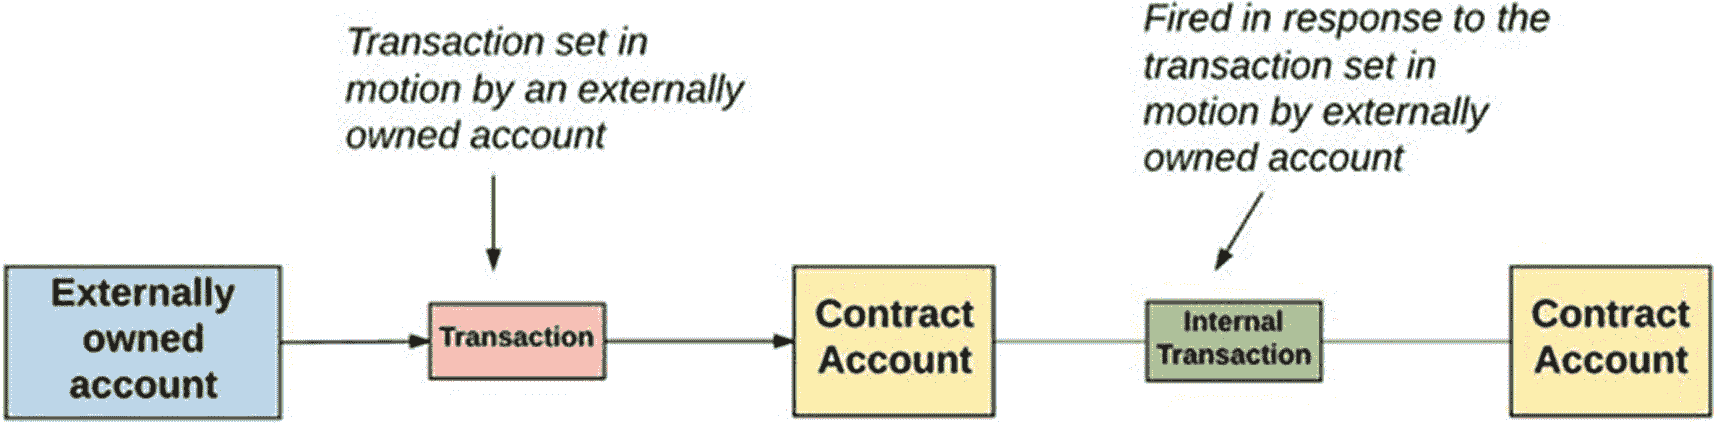 Transaction set in
motion by an externally
owned account
Fired in response to the
transaction set in
motion by externally
owned account
Externally
owned
account
Transaction
Contract
Account
Internal
Transaction
Contract
Account